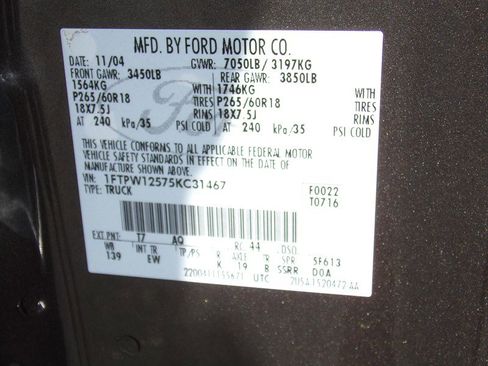 MFD. BY FORD MOTOR CO.
DATE: 11/04 GVWR: 7050LB / 3197KG
FRONT GAWR: 3450LB REAR GAWR: 3850LB
1564KG WITH 1746KG WITH
P265/60R18 TIRES P265/60R18 TIRES
18X7.5J RIMS 18X7.5J RIMS
AT 240 kPa/35 PSI COLD AT 240 kPa/35 PSI COLD
THIS VEHICLE CONFORMS TO ALL APPLICABLE FEDERAL MOTOR
VEHICLE SAFETY STANDARDS IN EFFECT ON THE DATE OF
MANUFACTURE SHOWN ABOVE.
VIN: 1FTPW12575KC31467 F0022
TYPE: TRUCK T0716
EXT PNT: T7 AQ RC: 44 DSO:
WB INT TR TP/PS R AXLE TR SPR 5F613
139 EW K 19 B SSRR D0A
UTC